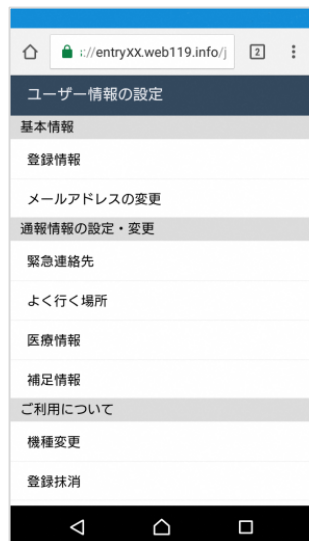 ://entryXX.web119.info/j
2
ユーザー情報の設定
基本情報
登録情報
メールアドレスの変更
通報情報の設定・変更
緊急連絡先
よく行く場所
医療情報
補足情報
ご利用について
機種変更
登録抹消